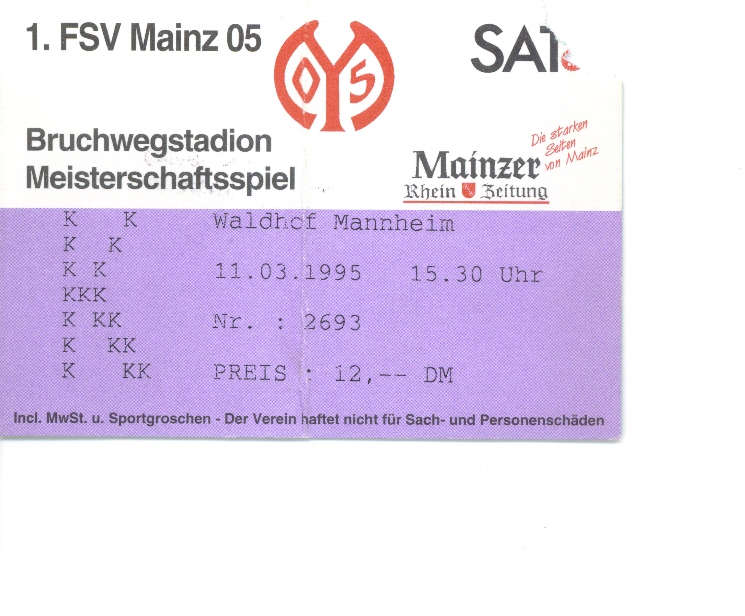 1. FSV Mainz 05
05
SAT
Bruchwegstadion
Meisterschaftsspiel
Die starken
Seiten
von Mainz
Mainzer
Rhein Zeitung
K K Waldhof Mannheim
K K
K K 11.03.1995 15.30 Uhr
KKK
K KK Nr. : 2693
K KK
K KK PREIS : 12,-- DM
Incl. MwSt. u. Sportgroschen - Der Verein haftet nicht für Sach- und Personenschäden